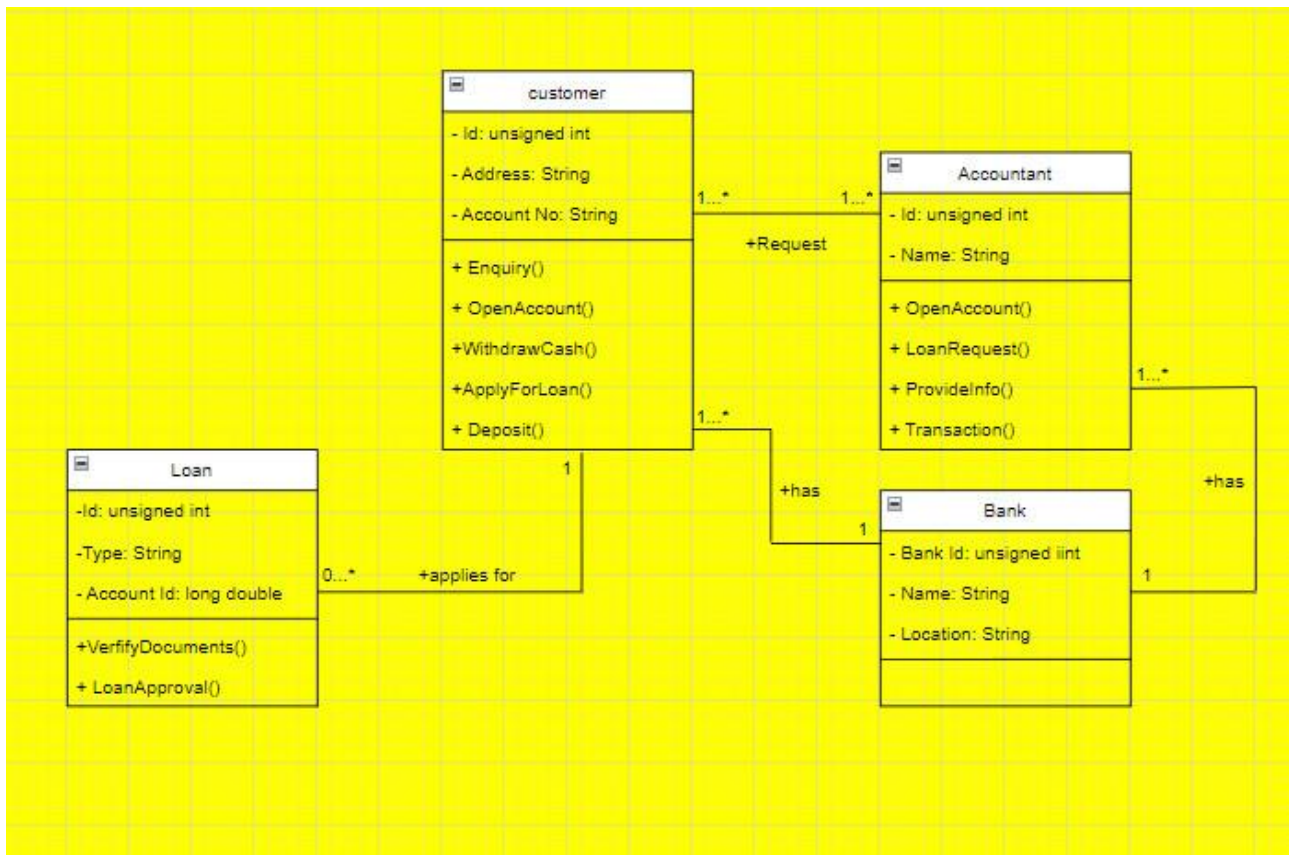 customer
- Id: unsigned int
- Address: String
- Account No: String
+ Enquiry()
+ OpenAccount()
+WithdrawCash()
+ApplyForLoan()
+ Deposit()
1...*
1...*
+Request
Accountant
- Id: unsigned int
- Name: String
+ OpenAccount()
+ LoanRequest()
+ ProvideInfo()
+ Transaction()
1...*
+has
1
1...*
+has
1
Loan
-Id: unsigned int
-Type: String
- Account Id: long double
+VerfifyDocuments()
+ LoanApproval()
0...*
+applies for
1
Bank
- Bank Id: unsigned iint
- Name: String
- Location: String